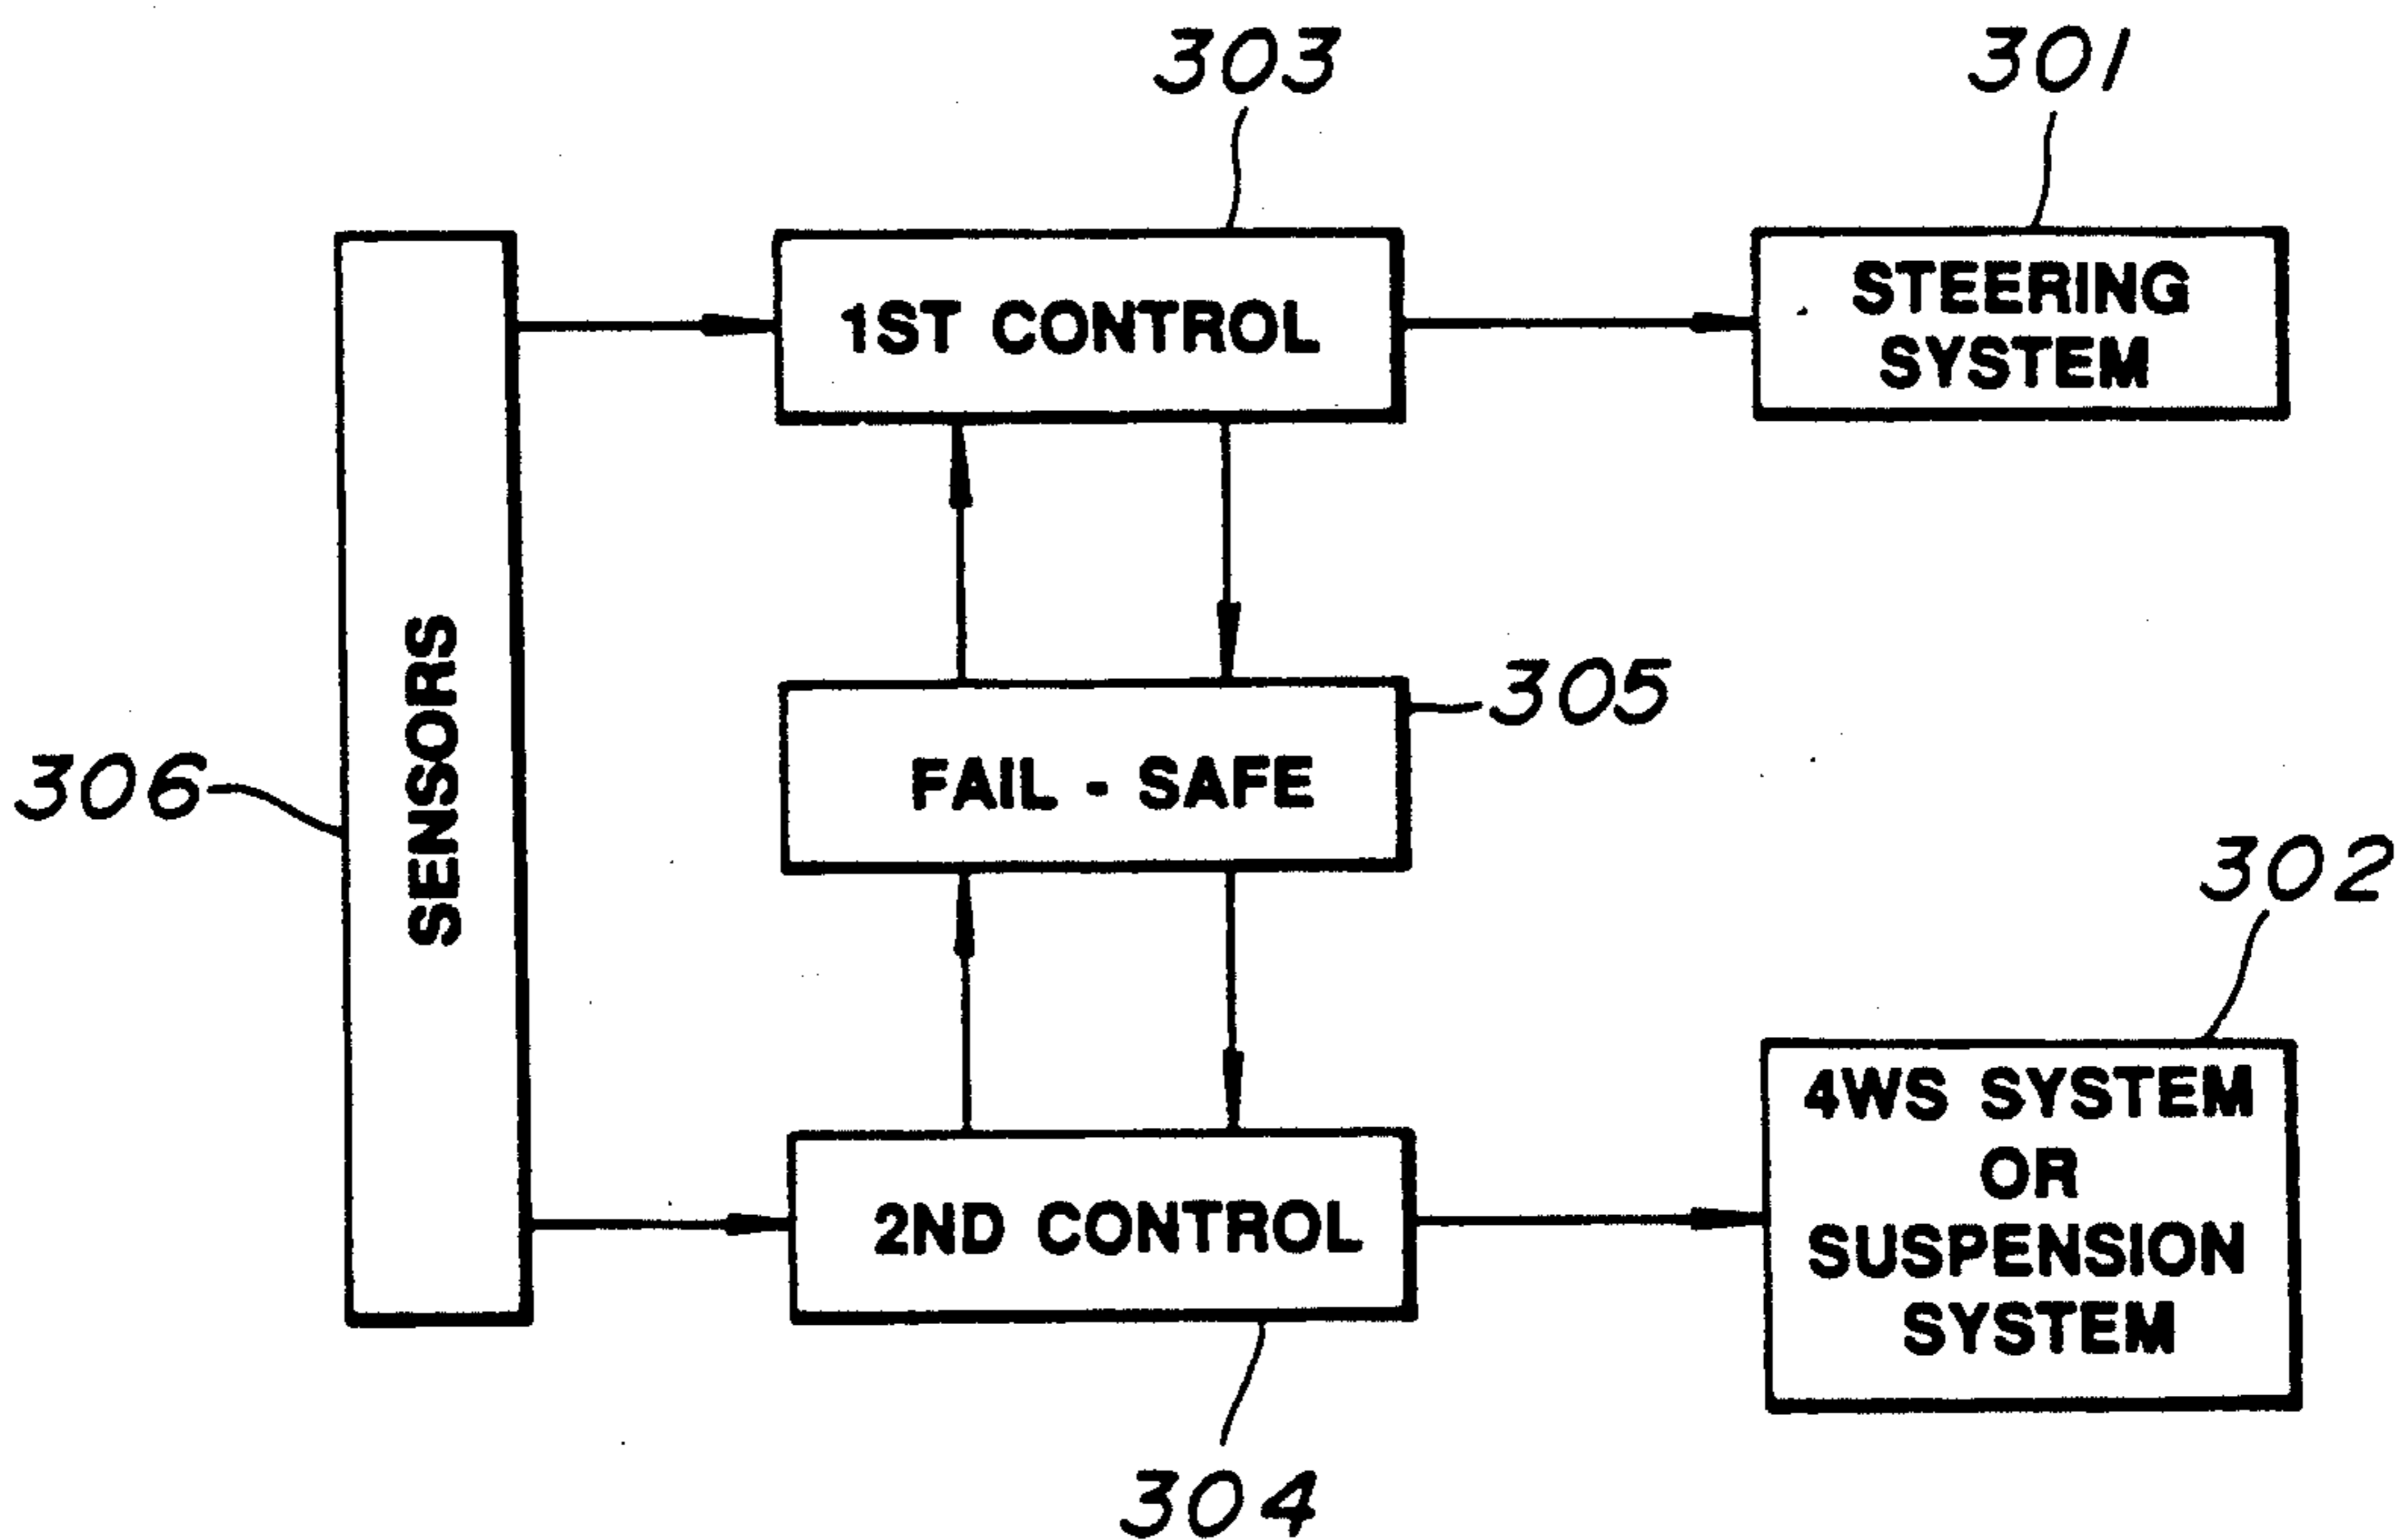 303
301
1ST CONTROL
STEERING
SYSTEM
SENSORS
305
FAIL - SAFE
306
302
4WS SYSTEM
OR
SUSPENSION
SYSTEM
2ND CONTROL
304